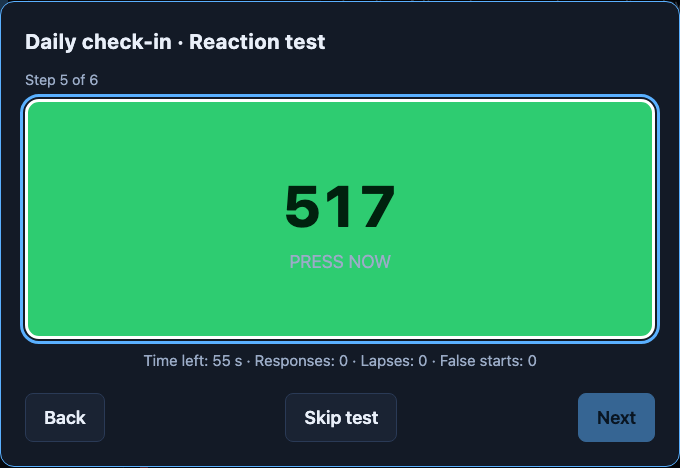 Daily check-in · Reaction test
Step 5 of 6
517
PRESS NOW
Time left: 55 s · Responses: 0 · Lapses: 0 · False starts: 0
Back Skip test Next